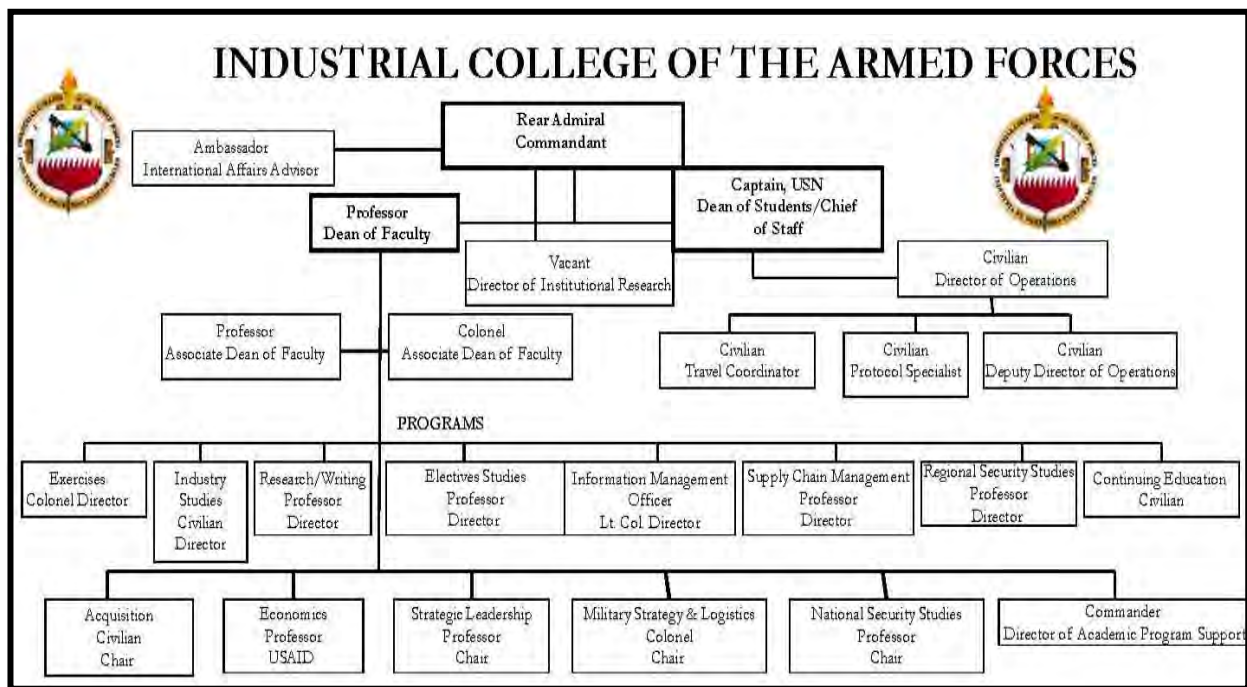 INDUSTRIAL COLLEGE OF THE ARMED FORCES
Rear Admiral
Commandant
Ambassador
International Affairs Advisor
Captain, USN
Dean of Students/Chief
of Staff
Professor
Dean of Faculty
Vacant
Director of Institutional Research
Civilian
Director of Operations
Professor
Associate Dean of Faculty
Colonel
Associate Dean of Faculty
Civilian
Travel Coordinator
Civilian
Protocol Specialist
Civilian
Deputy Director of Operations
PROGRAMS
Exercises
Colonel Director
Industry
Studies
Civilian
Director
Research/Writing
Professor
Director
Electives Studies
Professor
Director
Information Management
Officer
Lt. Col Director
Supply Chain Management
Professor
Director
Regional Security Studies
Professor
Director
Continuing Education
Civilian
Acquisition
Civilian
Chair
Economics
Professor
USAID
Strategic Leadership
Professor
Chair
Military Strategy & Logistics
Colonel
Chair
National Security Studies
Professor
Chair
Commander
Director of Academic Program Support